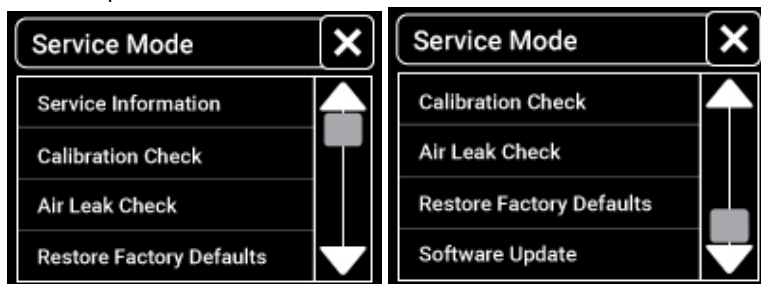 Service Mode
Service Information
Calibration Check
Air Leak Check
Restore Factory Defaults
Service Mode
Calibration Check
Air Leak Check
Restore Factory Defaults
Software Update